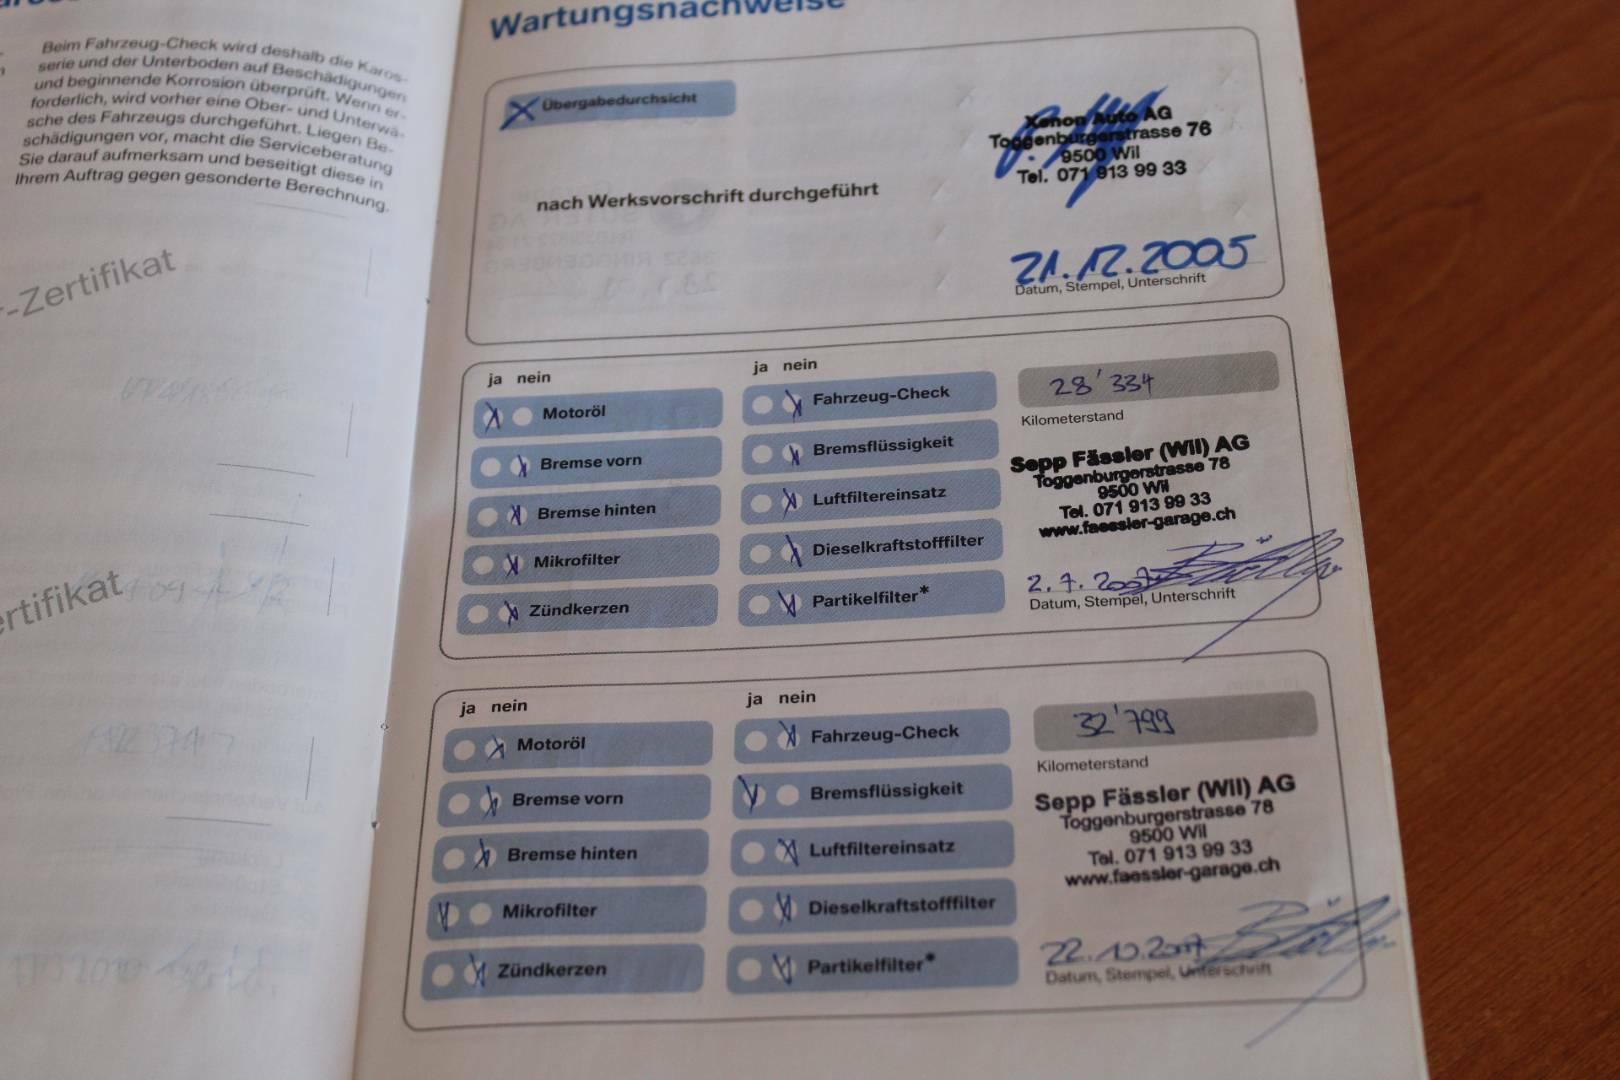 Beim Fahrzeug-Check wird deshalb die Karos-
serie und der Unterboden auf Beschädigungen
und beginnende Korrosion überprüft. Wenn er-
forderlich, wird vorher eine Ober- und Unterwä-
sche des Fahrzeugs durchgeführt. Liegen Be-
schädigungen vor, macht die Serviceberatung
Sie darauf aufmerksam und beseitigt diese in
Ihrem Auftrag gegen gesonderte Berechnung.
-Zertifikat
ertifikat
Wartungsnachweise
Übergabedurchsicht
nach Werksvorschrift durchgeführt
Xenon Auto AG
Toggenburgerstrasse 76
9500 Wil
Tel. 071 913 99 33
21.12.2005
Datum, Stempel, Unterschrift
ja nein
Motoröl
Bremse vorn
Bremse hinten
Mikrofilter
Zündkerzen
ja nein
Fahrzeug-Check
Bremsflüssigkeit
Luftfiltereinsatz
Dieselkraftstofffilter
Partikelfilter*
28'334
Kilometerstand
Sepp Fässler (Wil) AG
Toggenburgerstrasse 78
9500 Wil
Tel. 071 913 99 33
www.faessler-garage.ch
2.7.2007
Datum, Stempel, Unterschrift
ja nein
Motoröl
Bremse vorn
Bremse hinten
Mikrofilter
Zündkerzen
ja nein
Fahrzeug-Check
Bremsflüssigkeit
Luftfiltereinsatz
Dieselkraftstofffilter
Partikelfilter*
32'799
Kilometerstand
Sepp Fässler (Wil) AG
Toggenburgerstrasse 78
9500 Wil
Tel. 071 913 99 33
www.faessler-garage.ch
22.10.2007
Datum, Stempel, Unterschrift